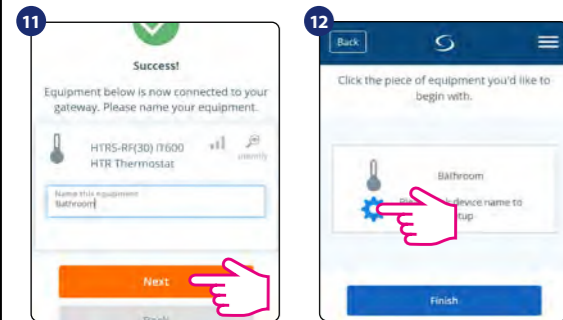 11
Success!
Equipment below is now connected to your
gateway. Please name your equipment.
HTRS-RF(30) IT600
HTR Thermostat
Identify
Name this equipment
Bathroom
Next
12
Back
Click the piece of equipment you'd like to
begin with.
Bathroom
device name to
Finish